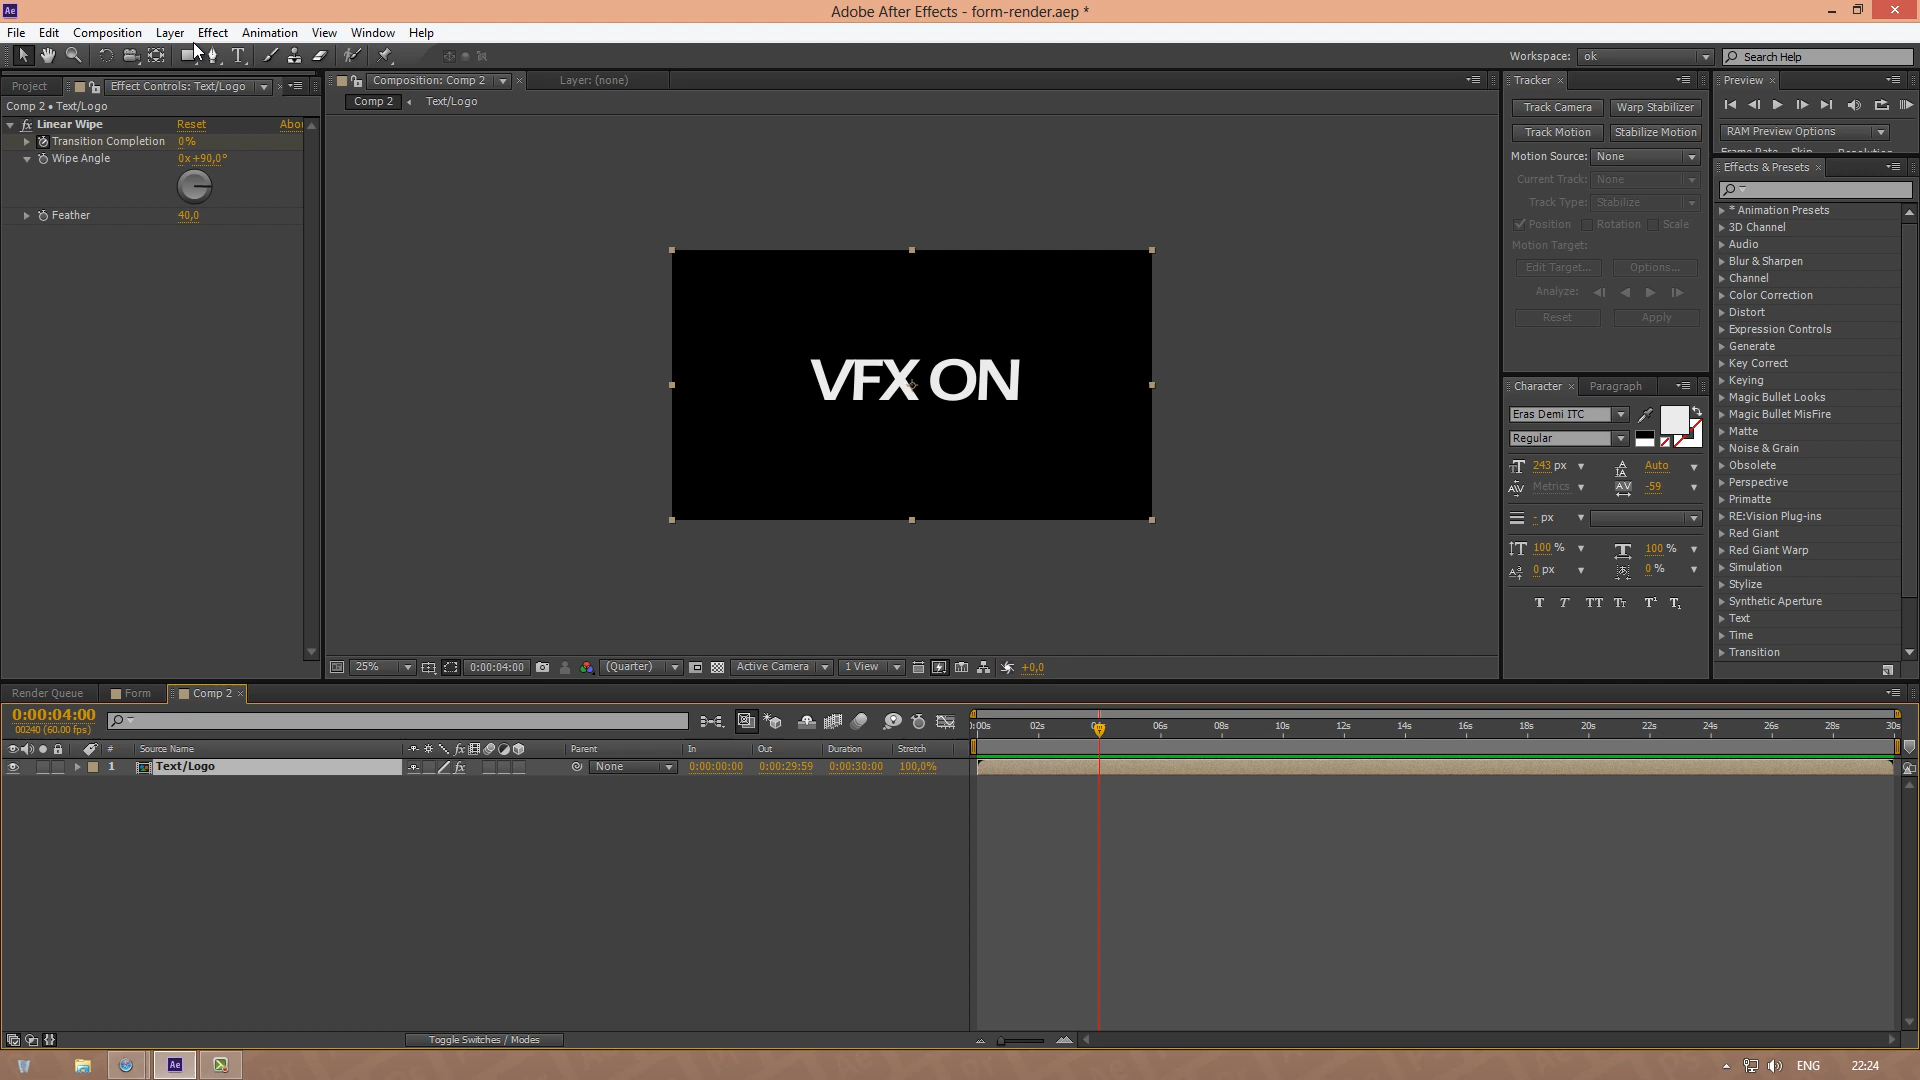 Adobe After Effects - form-render.aep *
File Edit Composition Layer Effect Animation View Window Help
Workspace: ok Search Help
Project Effect Controls: Text/Logo
Comp 2 • Text/Logo
Linear Wipe Reset Abou
Transition Completion 0%
Wipe Angle 0x+90,0°
Feather 40,0
Composition: Comp 2 Layer: (none)
Comp 2 Text/Logo
VFX ON
25% 0:00:04:00 (Quarter) Active Camera 1 View +0,0
Tracker
Track Camera Warp Stabilizer
Track Motion Stabilize Motion
Motion Source: None
Current Track: None
Track Type: Stabilize
Position Rotation Scale
Motion Target:
Edit Target... Options...
Analyze:
Reset Apply
Character Paragraph
Eras Demi ITC
Regular
243 px Auto
Metrics -59
- px
100 % 100 %
0 px 0 %
T T TT Tr T¹ T₁
Preview
RAM Preview Options
Frame Rate Skip Resolution
Effects & Presets
* Animation Presets
3D Channel
Audio
Blur & Sharpen
Channel
Color Correction
Distort
Expression Controls
Generate
Key Correct
Keying
Magic Bullet Looks
Magic Bullet MisFire
Matte
Noise & Grain
Obsolete
Perspective
Primatte
RE:Vision Plug-ins
Red Giant
Red Giant Warp
Simulation
Stylize
Synthetic Aperture
Text
Time
Transition
Render Queue Form Comp 2
0:00:04:00
00240 (60.00 fps)
:00s 02s 04s 06s 08s 10s 12s 14s 16s 18s 20s 22s 24s 26s 28s 30s
# Source Name Parent In Out Duration Stretch
1 Text/Logo None 0:00:00:00 0:00:29:59 0:00:30:00 100,0%
Toggle Switches / Modes
Ae ENG 22:24